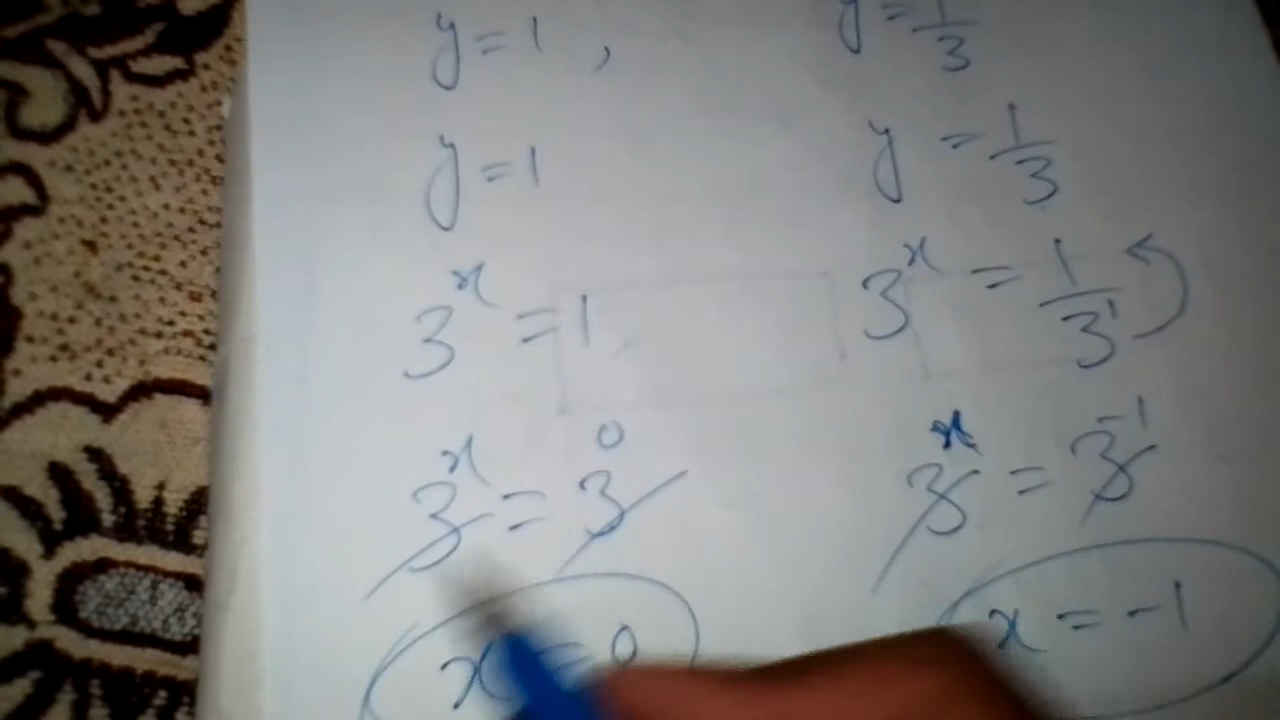 y = 1 , y = 1/3
y = 1 y = 1/3
3^x = 1 3^x = 1/3^1
3^x = 3^0 3^x = 3^-1
x = 0 x = -1